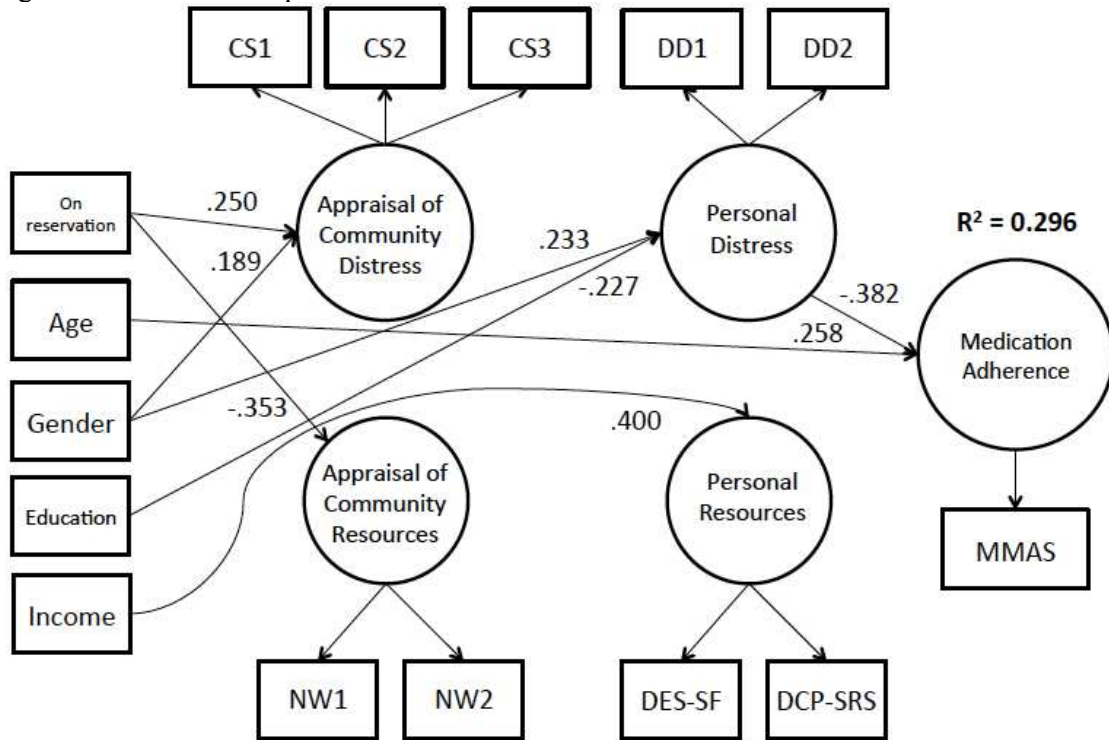 CS1
CS2
CS3
DD1
DD2
On
reservation
.250
Appraisal of
Community
Distress
.189
Personal
Distress
.233
-.227
R² = 0.296
Age
-.382
.258
Medication
Adherence
Gender
-.353
.400
Appraisal of
Community
Resources
Personal
Resources
Education
MMAS
Income
NW1
NW2
DES-SF
DCP-SRS